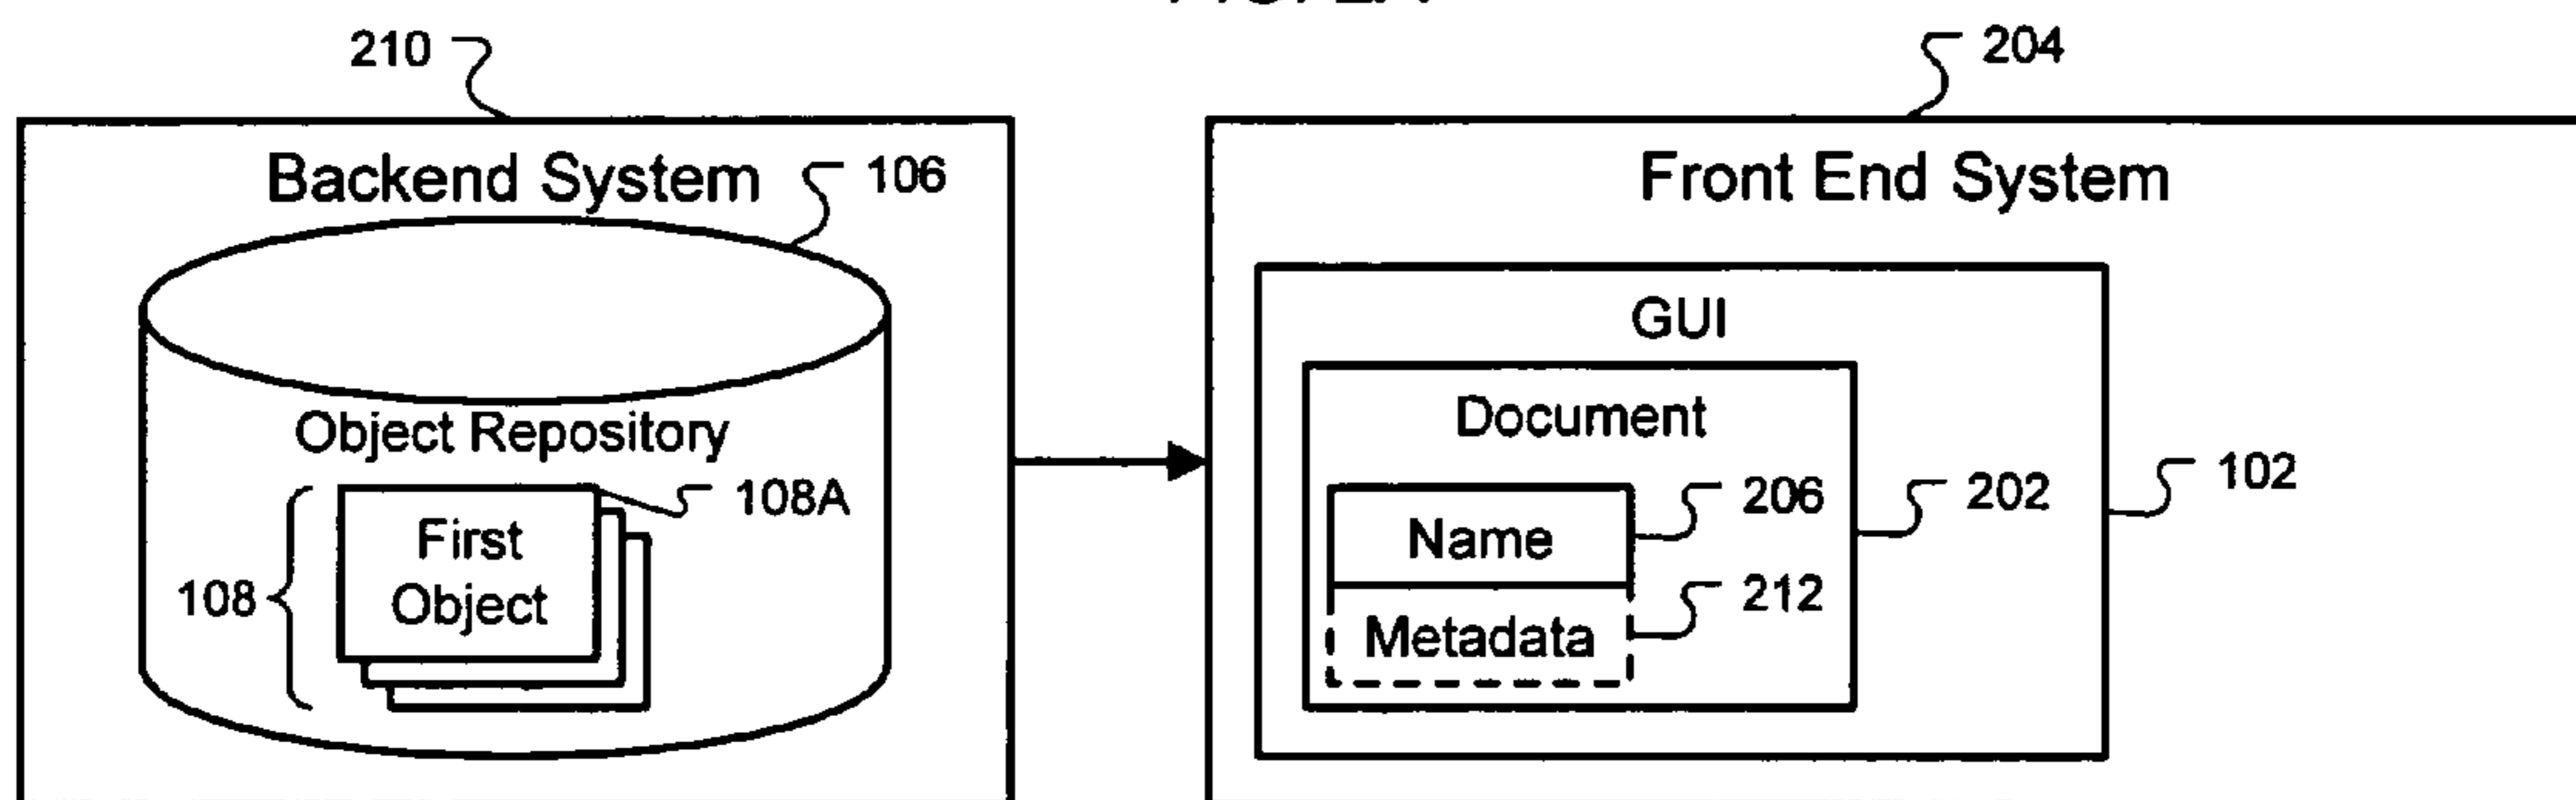 210
204
Backend System
106
Front End System
GUI
Document
Object Repository
108A
First
Object
108
Name
206
202
102
Metadata
212